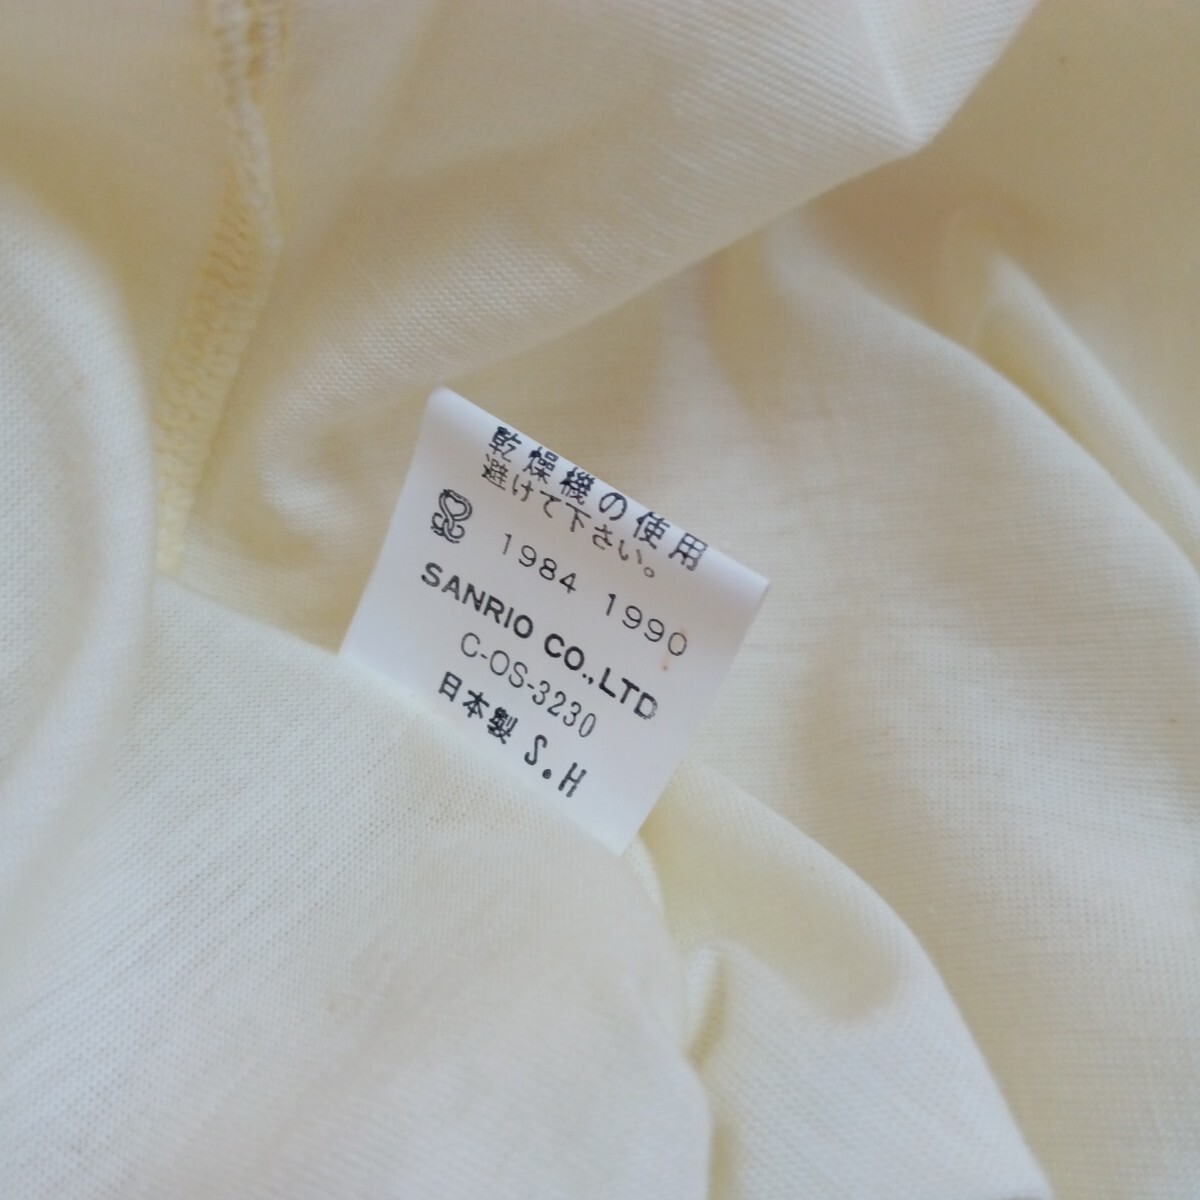 乾燥機の使用
避けて下さい。
1984 1990
SANRIO CO.,LTD
C-OS-3230
日本製 S.H